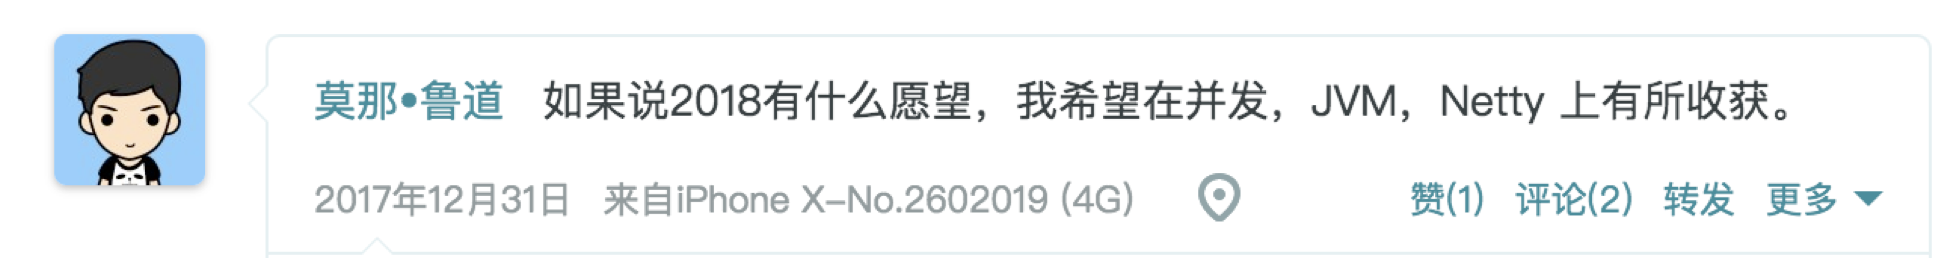 莫那•鲁道 如果说2018有什么愿望，我希望在并发，JVM，Netty 上有所收获。
2017年12月31日 来自iPhone X-No.2602019 (4G) 赞(1) 评论(2) 转发 更多